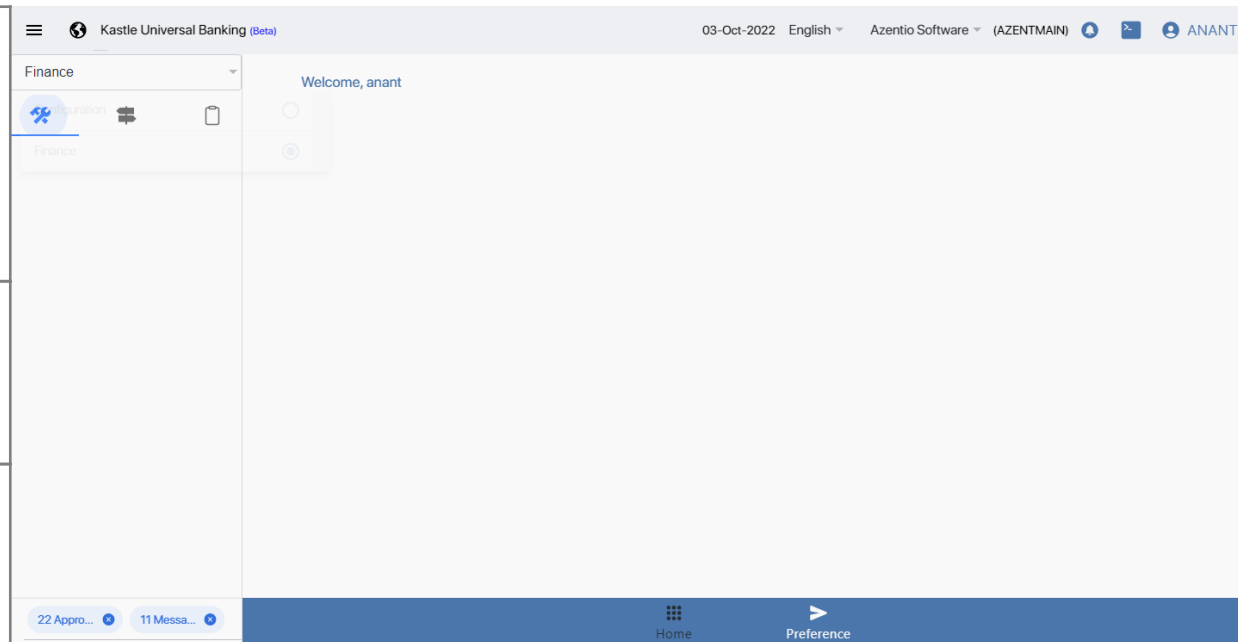 Kastle Universal Banking (Beta)
03-Oct-2022 English Azentio Software (AZENTMAIN) ANANT
Finance
Welcome, anant
Finance
22 Appro... 11 Messa...
Home Preference